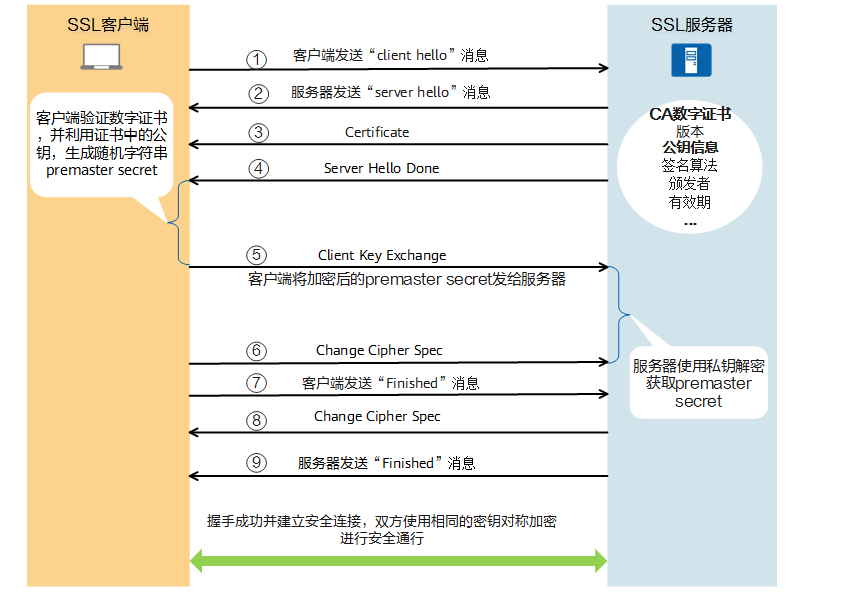 SSL客户端
SSL服务器
① 客户端发送“client hello”消息
② 服务器发送“server hello”消息
③ Certificate
④ Server Hello Done
客户端验证数字证书
，并利用证书中的公
钥，生成随机字符串
premaster secret
CA数字证书
版本
公钥信息
签名算法
颁发者
有效期
...
⑤ Client Key Exchange
客户端将加密后的premaster secret发给服务器
⑥ Change Cipher Spec
⑦ 客户端发送“Finished”消息
服务器使用私钥解密
获取premaster
secret
⑧ Change Cipher Spec
⑨ 服务器发送“Finished”消息
握手成功并建立安全连接，双方使用相同的密钥对称加密
进行安全通行